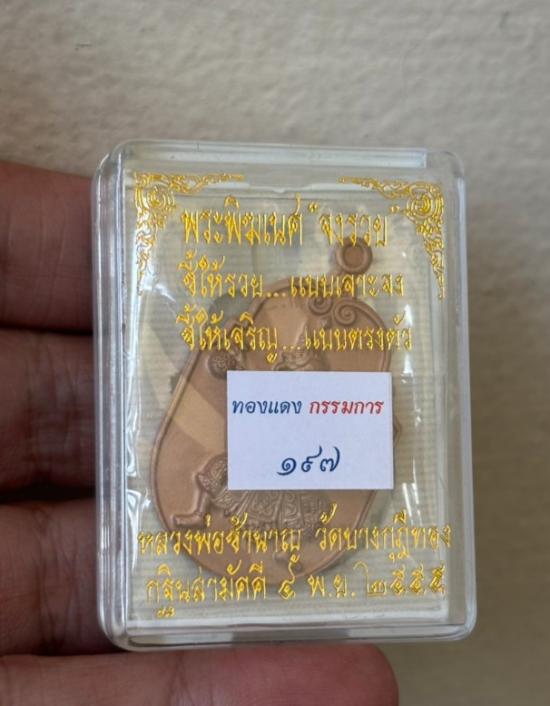 "พระพิฆเนศ" จงรวย"
ชี้ให้รวย...แบบเจาะจง
ชี้ให้เจริญ...แบบตรงตัว
ทองแดง กรรมการ
๑๙๗
หลวงพ่อชำนาญ วัดบางกุฎีทอง
กฐินสามัคคี ๔ พ.ย. ๒๕๕๕